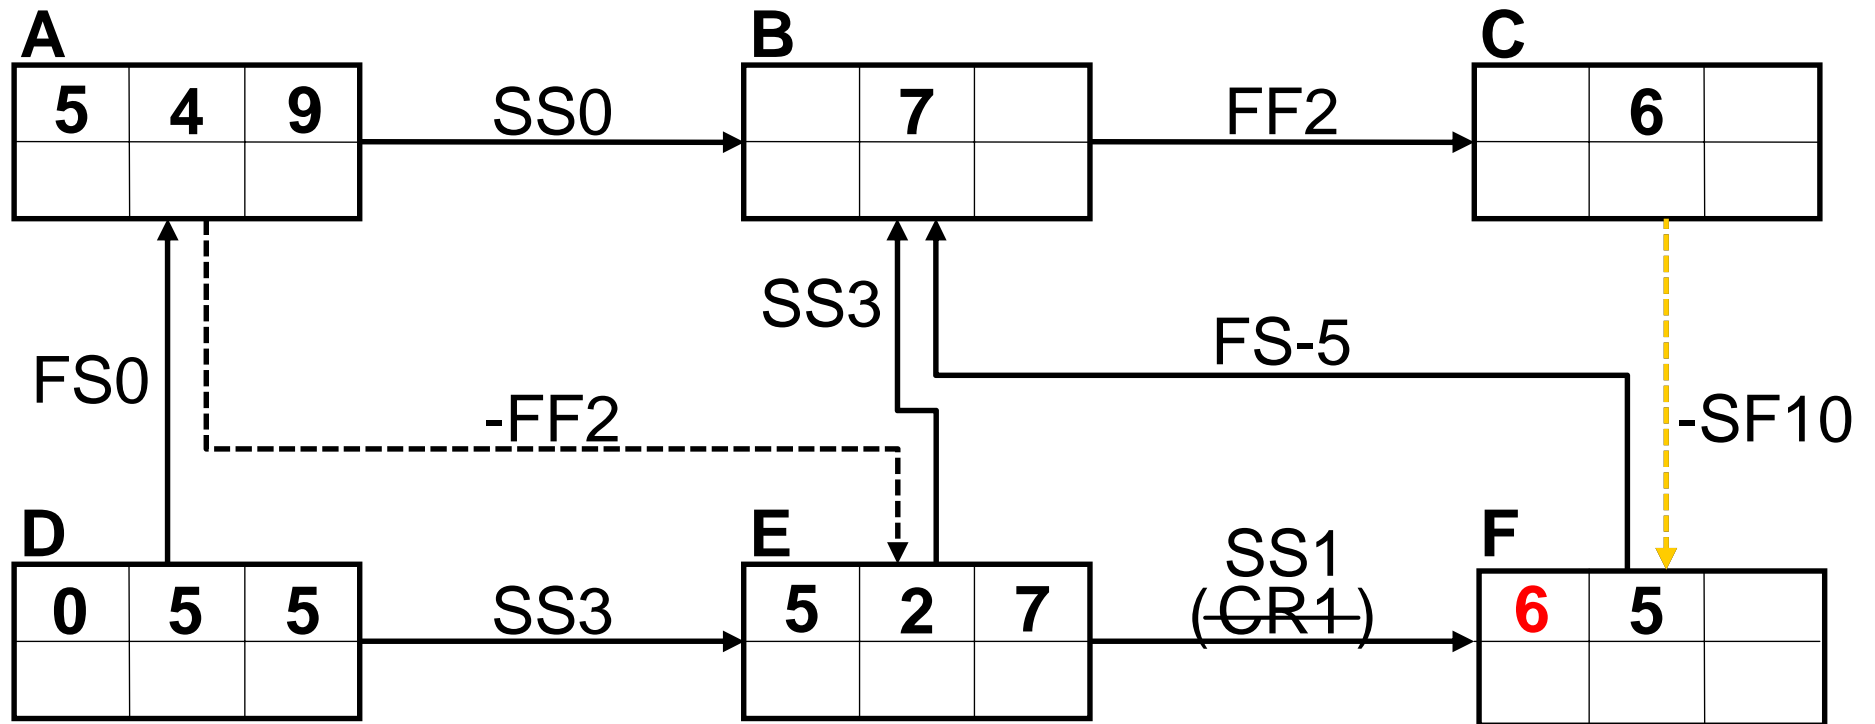 A B C
5 4 9 SS0 7 FF2 6
SS3
FS-5
FS0
-FF2 -SF10
D E F
SS1
0 5 5 SS3 5 2 7 (CR1) 6 5